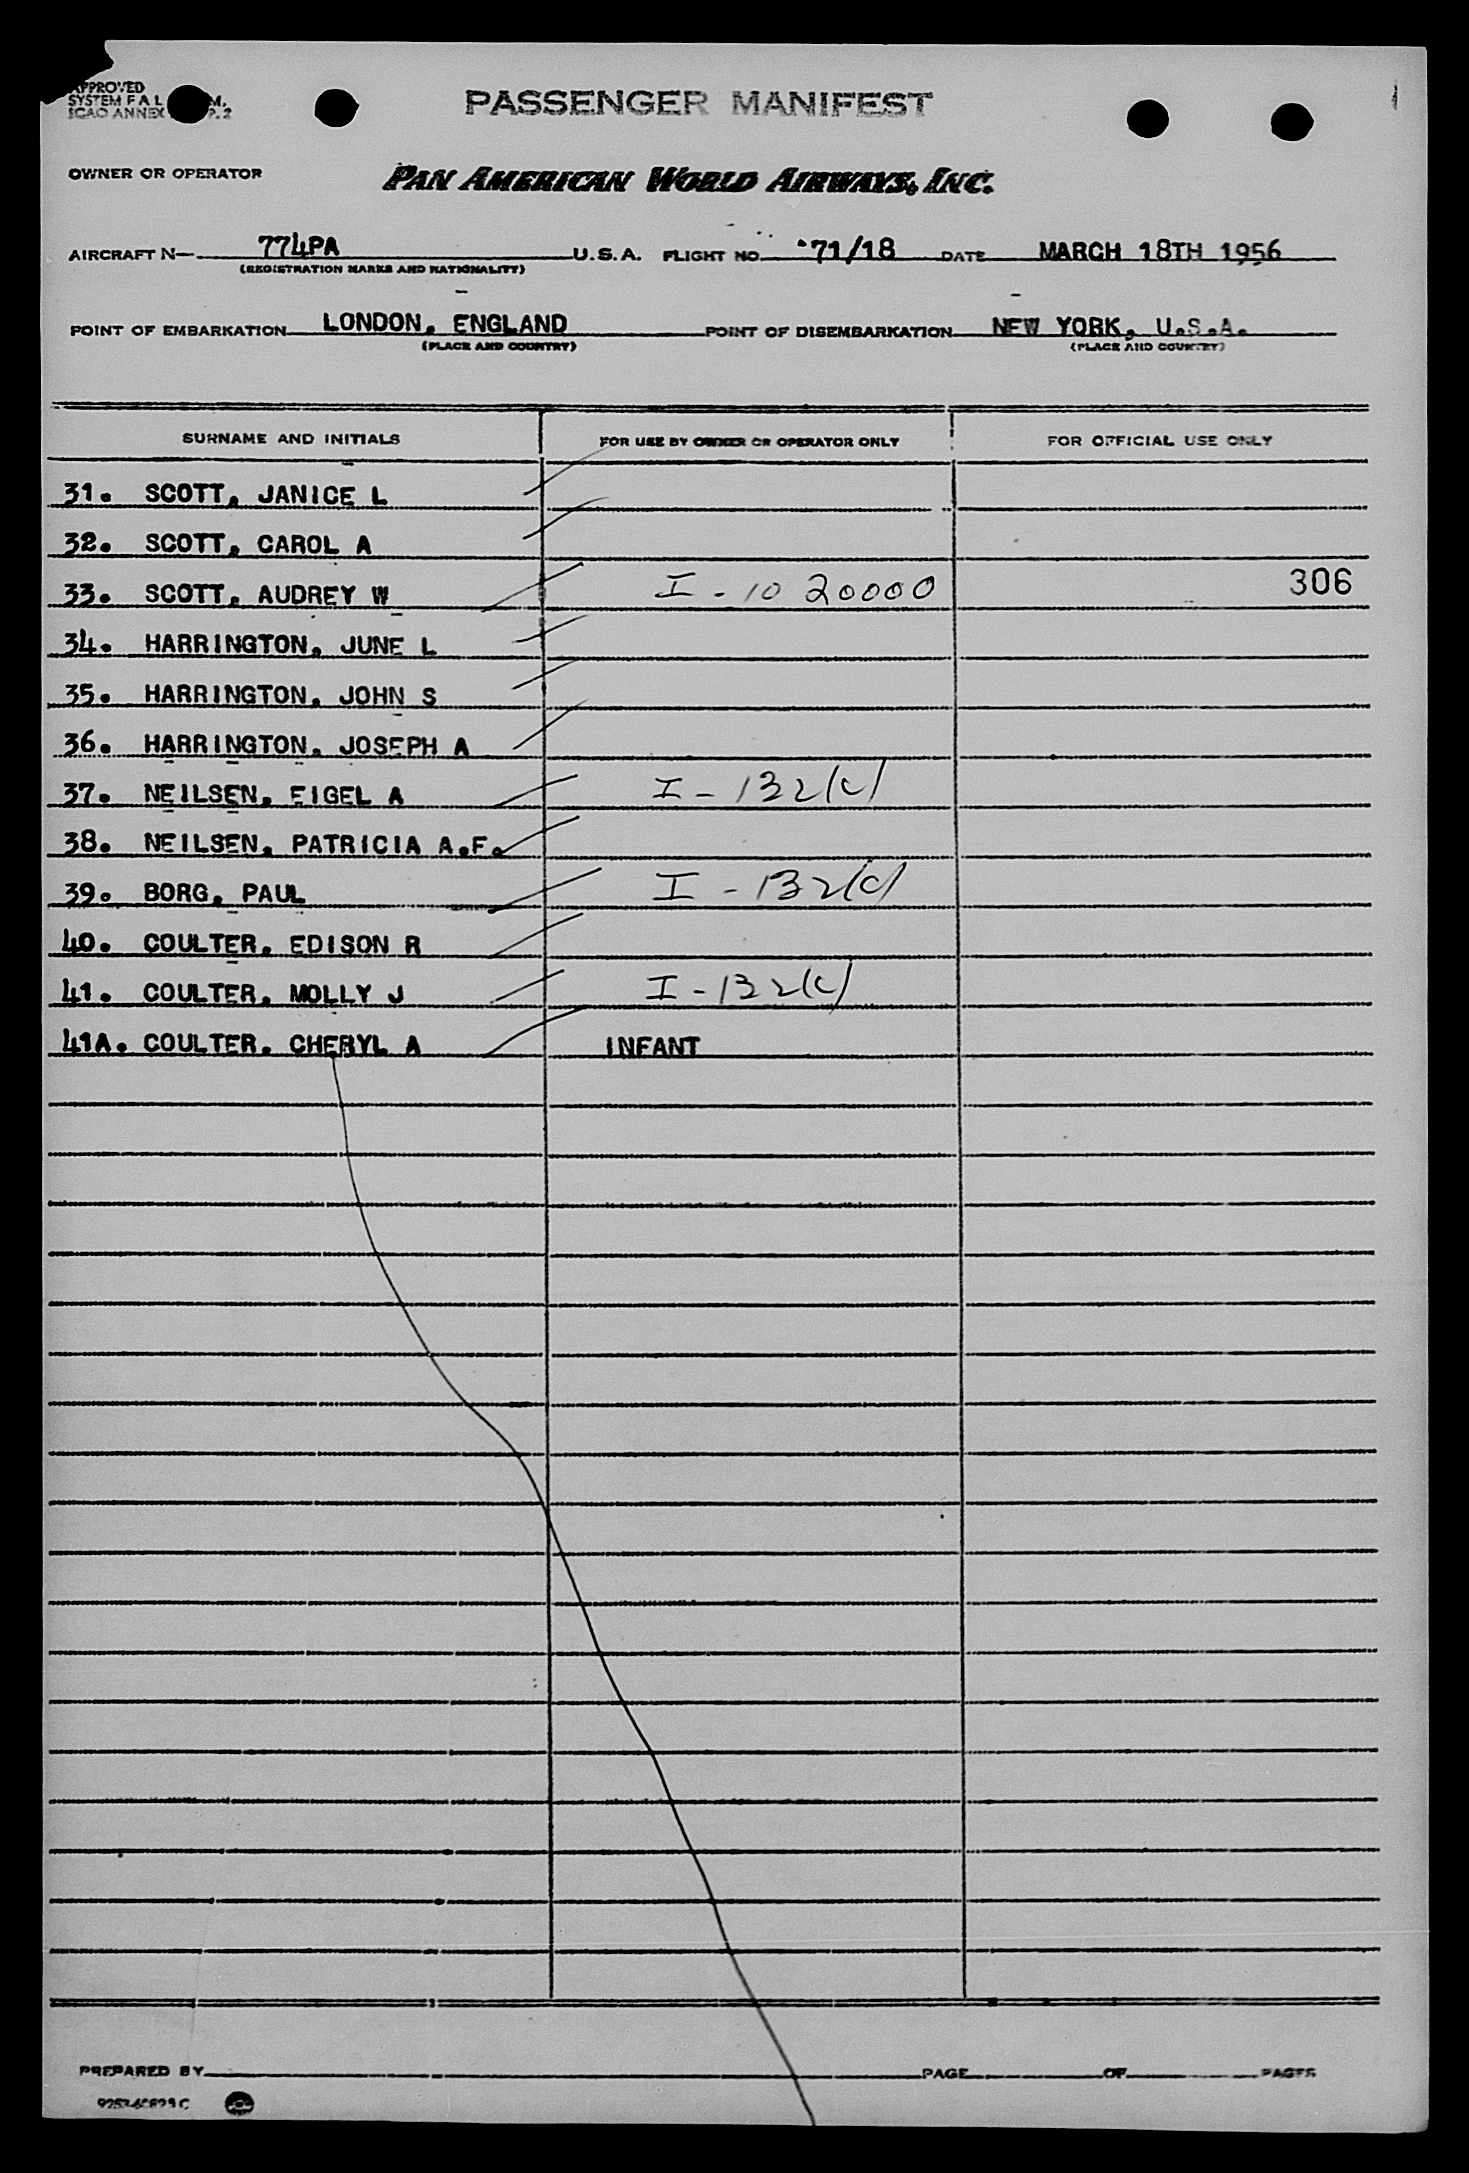 APPROVED
SYSTEM F A L M.
ICAO ANNEX P. 2
PASSENGER MANIFEST
OWNER OR OPERATOR PAN AMERICAN WORLD AIRWAYS, INC.
AIRCRAFT N— 774PA U.S.A. FLIGHT NO. 71/18 DATE MARCH 18TH 1956
(REGISTRATION MARKS AND NATIONALITY)
POINT OF EMBARKATION LONDON, ENGLAND POINT OF DISEMBARKATION NEW YORK, U.S.A.
(PLACE AND COUNTRY) (PLACE AND COUNTRY)
SURNAME AND INITIALS FOR USE BY OWNER OR OPERATOR ONLY FOR OFFICIAL USE ONLY
31. SCOTT, JANICE L
32. SCOTT, CAROL A
33. SCOTT, AUDREY W I - 10 20000 306
34. HARRINGTON, JUNE L
35. HARRINGTON, JOHN S
36. HARRINGTON, JOSEPH A
37. NEILSEN, EIGEL A I - 132(c)
38. NEILSEN, PATRICIA A.F.
39. BORG, PAUL I - 132(c)
40. COULTER, EDISON R
41. COULTER, MOLLY J I - 132(c)
41A. COULTER, CHERYL A INFANT
PREPARED BY PAGE OF PAGES